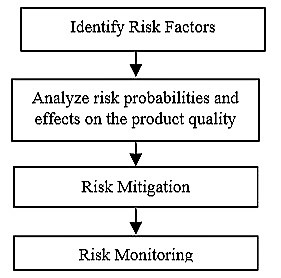 Identify Risk Factors
Analyze risk probabilities and
effects on the product quality
Risk Mitigation
Risk Monitoring